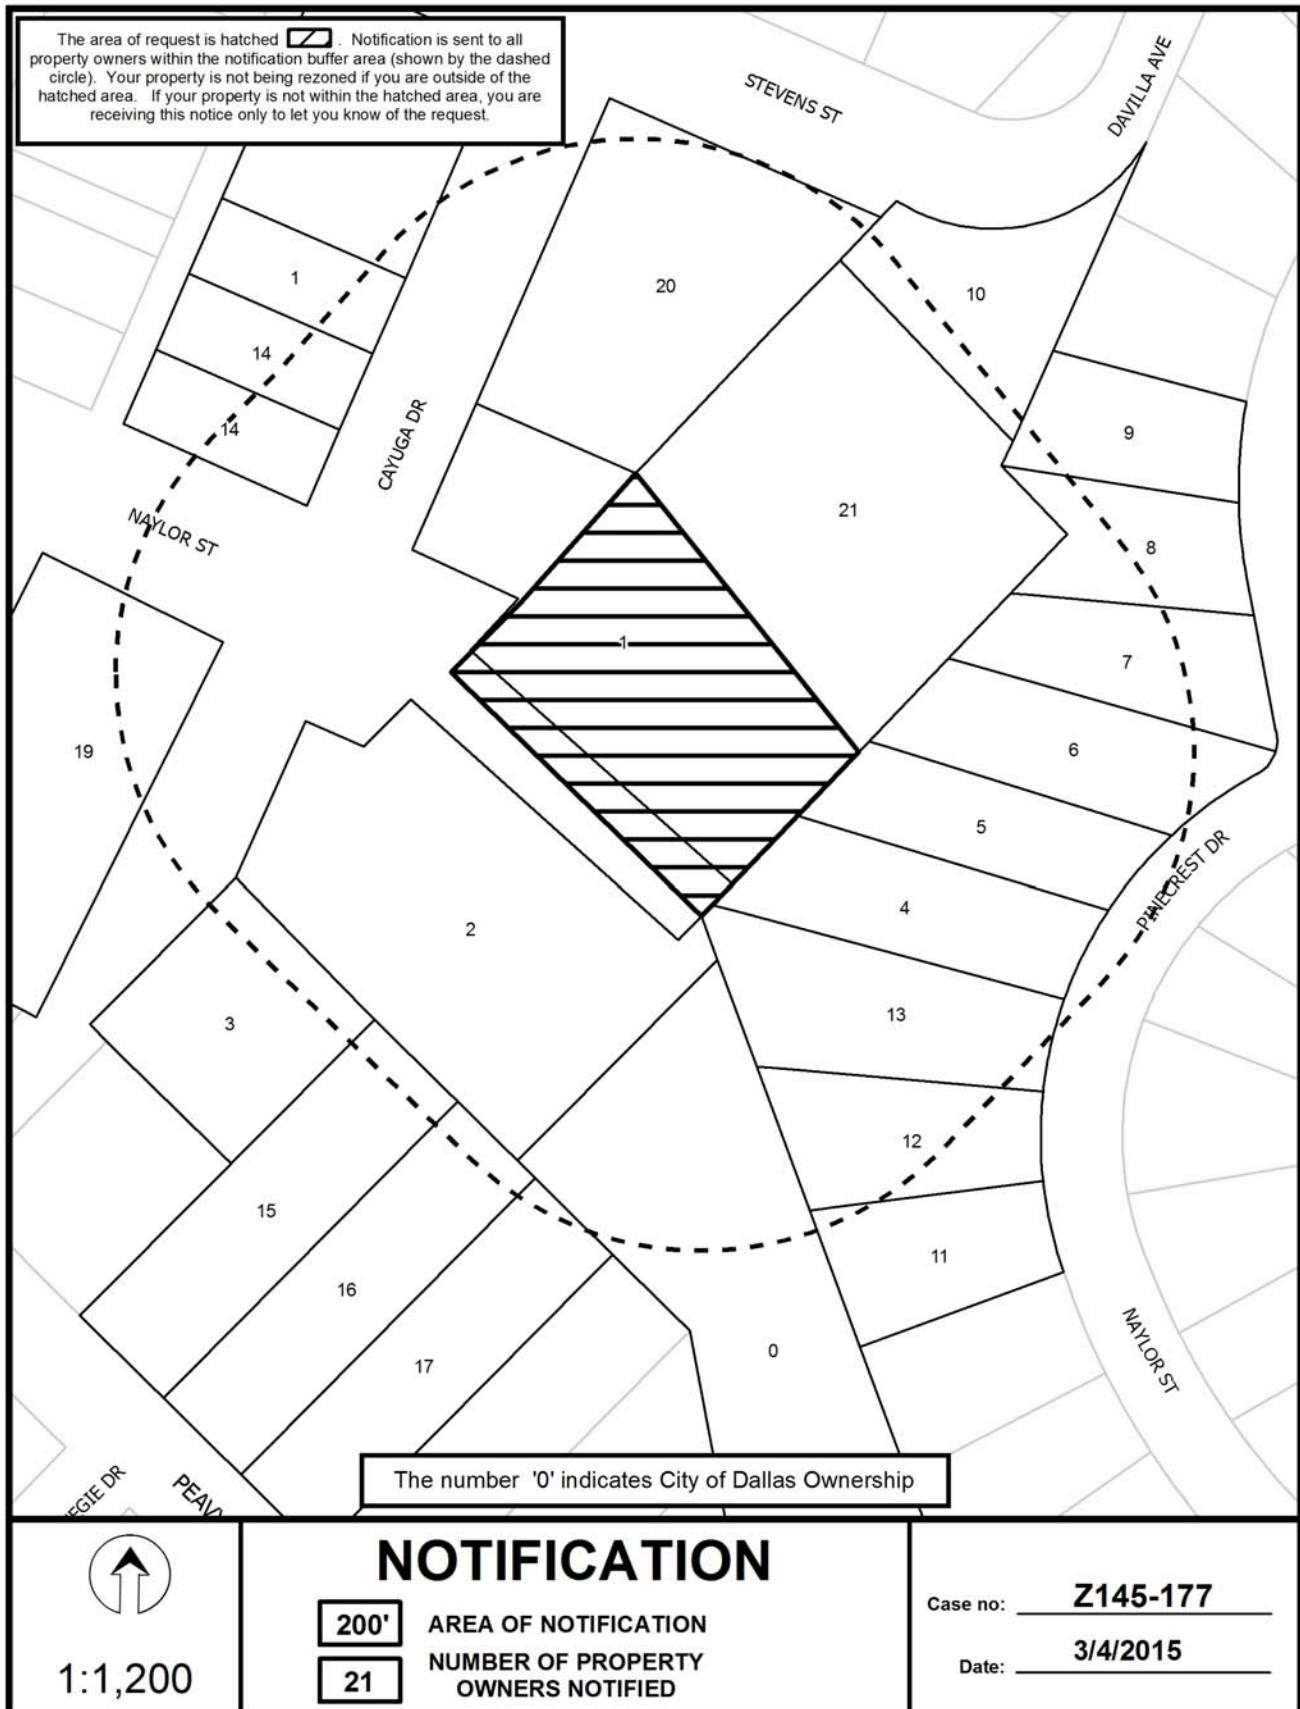 The area of request is hatched . Notification is sent to all
property owners within the notification buffer area (shown by the dashed
circle). Your property is not being rezoned if you are outside of the
hatched area. If your property is not within the hatched area, you are
receiving this notice only to let you know of the request.
STEVENS ST
DAVILLA AVE
20
10
1
14
14
CAYUGA DR
9
NAYLOR ST
21
8
1
7
19
6
5
PINECREST DR
4
2
13
3
12
15
11
16
NAYLOR ST
17
0
EGIE DR
PEAV
The number '0' indicates City of Dallas Ownership
1:1,200
NOTIFICATION
200' AREA OF NOTIFICATION
21 NUMBER OF PROPERTY
OWNERS NOTIFIED
Case no: Z145-177
Date: 3/4/2015